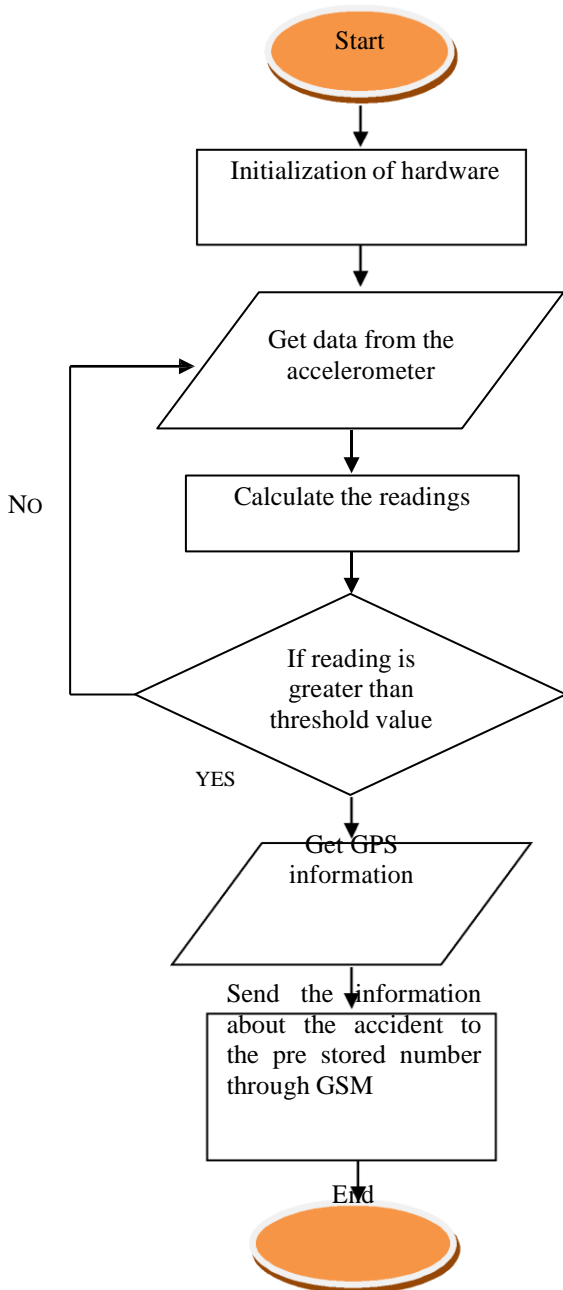 Start
Initialization of hardware
Get data from the
accelerometer
Calculate the readings
NO
If reading is
greater than
threshold value
YES
Get GPS
information
Send the information
about the accident to
the pre stored number
through GSM
End